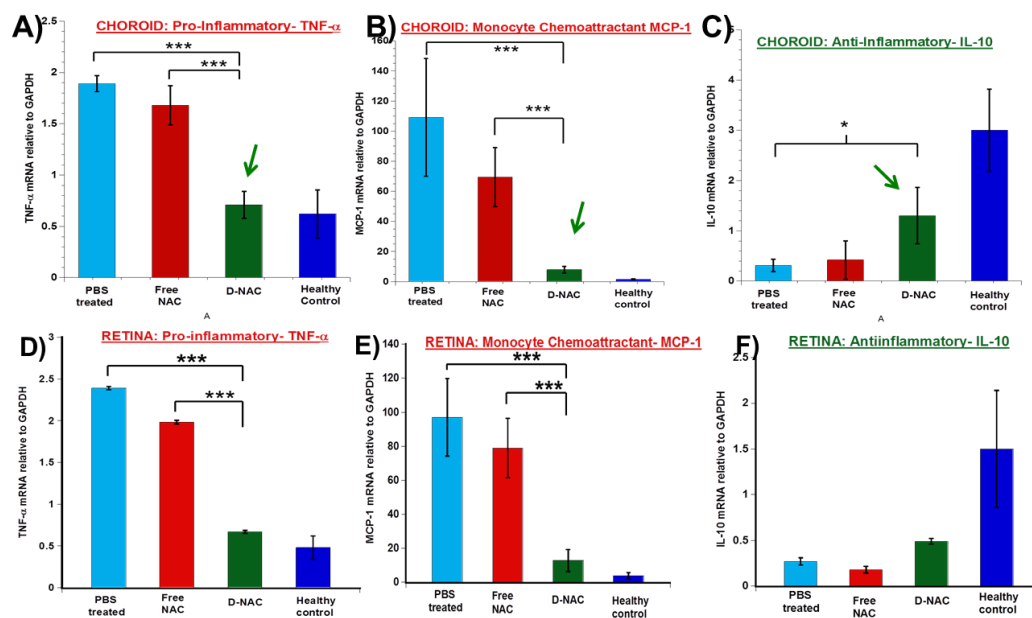 A)
CHOROID: Pro-Inflammatory- TNF-α
TNF-α mRNA relative to GAPDH
2.5
2
1.5
1
0.5
0
***
***
PBS
treated
Free
NAC
D-NAC
Healthy
Control
A
B)
CHOROID: Monocyte Chemoattractant MCP-1
MCP-1 mRNA relative to GAPDH
160
140
120
100
80
60
40
20
0
***
***
PBS
treated
Free
NAC
D-NAC
Healthy
control
C)
CHOROID: Anti-Inflammatory- IL-10
IL-10 mRNA relative to GAPDH
5
4
3
2
1
0
*
PBS
treated
Free
NAC
D-NAC
Healthy
control
A
D)
RETINA: Pro-inflammatory- TNF-α
TNF-α mRNA relative to GAPDH
3
2.5
2
1.5
1
0.5
0
***
***
PBS
treated
Free
NAC
D-NAC
Healthy
control
E)
RETINA: Monocyte Chemoattractant- MCP-1
MCP-1 mRNA relative to GAPDH
140
120
100
80
60
40
20
0
***
***
PBS
treated
Free
NAC
D-NAC
Healthy
control
F)
RETINA: Antiinflammatory- IL-10
IL-10 mRNA relative to GAPDH
2.5
2
1.5
1
0.5
0
PBS
treated
Free
NAC
D-NAC
Healthy
control